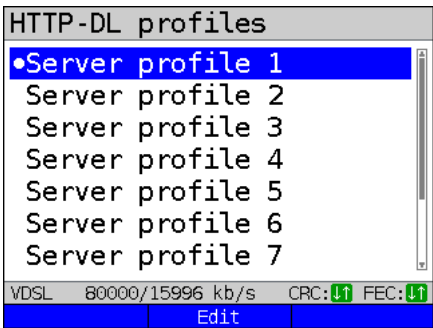 HTTP-DL profiles
•Server profile 1
Server profile 2
Server profile 3
Server profile 4
Server profile 5
Server profile 6
Server profile 7
VDSL 80000/15996 kb/s CRC:↓↑ FEC:↓↑
Edit